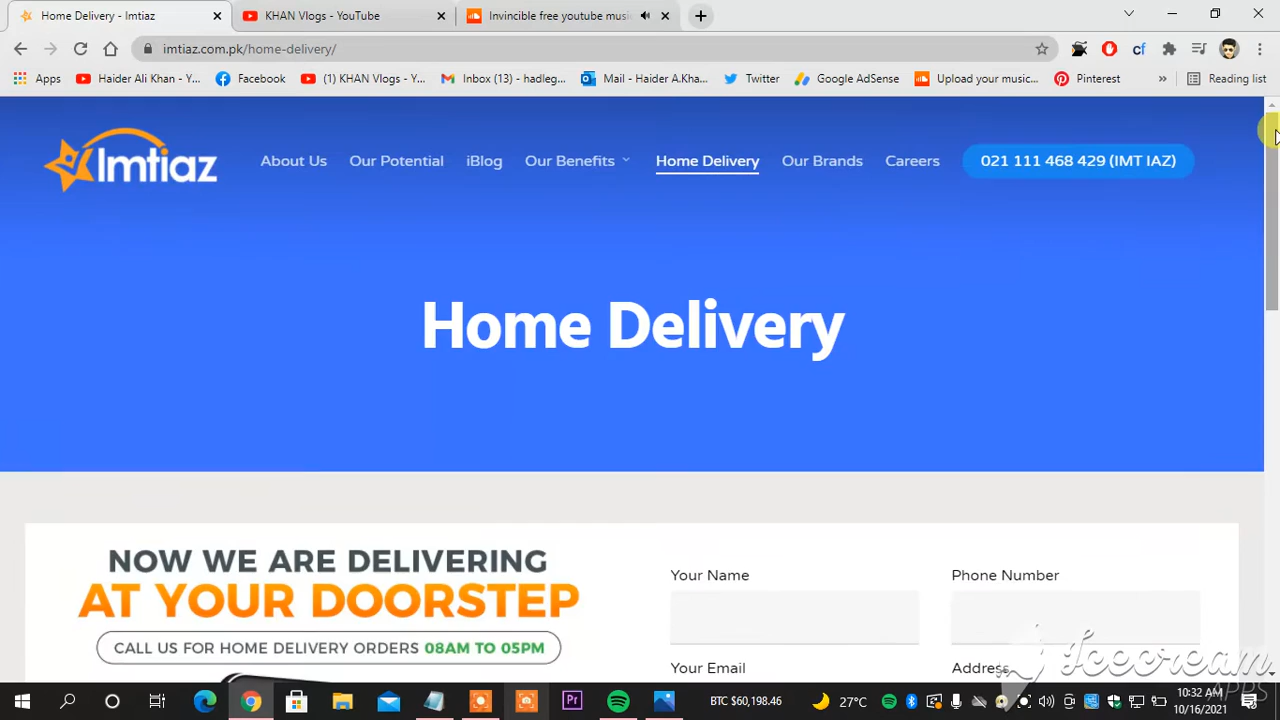 Home Delivery - Imtiaz
KHAN Vlogs - YouTube
Invincible free youtube musi
imtiaz.com.pk/home-delivery/
Apps
Haider Ali Khan - Y...
Facebook
(1) KHAN Vlogs - Y...
Inbox (13) - hadleg...
Mail - Haider A.Kha...
Twitter
Google AdSense
Upload your music...
Pinterest
»
Reading list
Imtiaz
About Us
Our Potential
iBlog
Our Benefits
Home Delivery
Our Brands
Careers
021 111 468 429 (IMT IAZ)
Home Delivery
NOW WE ARE DELIVERING
AT YOUR DOORSTEP
CALL US FOR HOME DELIVERY ORDERS 08AM TO 05PM
Your Name
Phone Number
Your Email
Address
Icecream
APPS
BTC $60,198.46
27°C
10:32 AM
10/16/2021